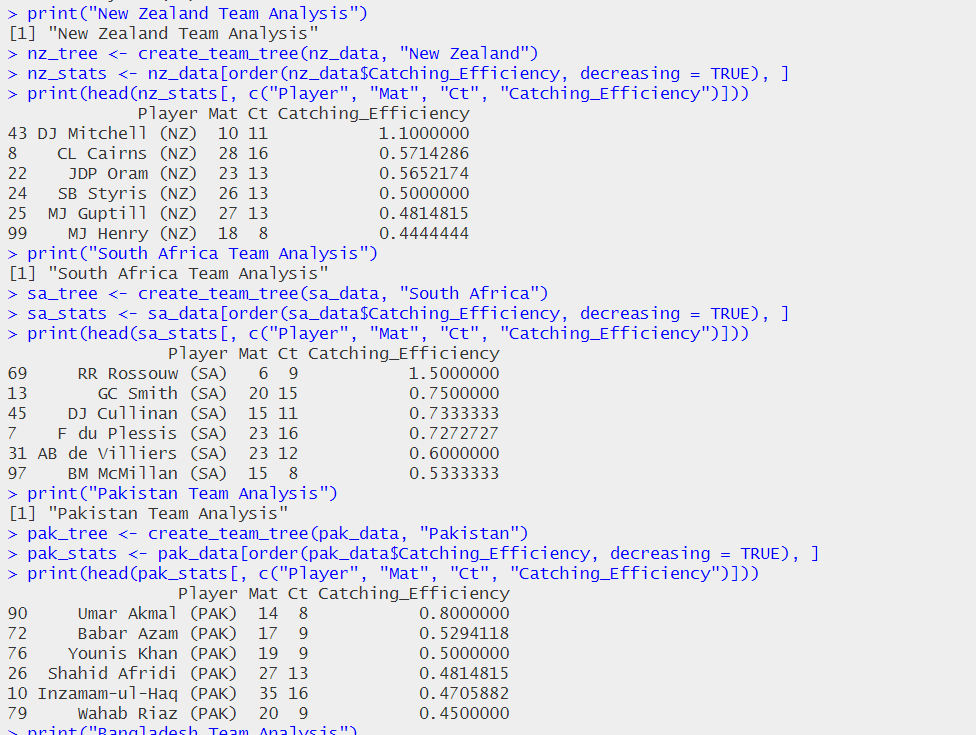 > print("New Zealand Team Analysis")
[1] "New Zealand Team Analysis"
> nz_tree <- create_team_tree(nz_data, "New Zealand")
> nz_stats <- nz_data[order(nz_data$Catching_Efficiency, decreasing = TRUE), ]
> print(head(nz_stats[, c("Player", "Mat", "Ct", "Catching_Efficiency")]))
             Player Mat Ct Catching_Efficiency
43 DJ Mitchell (NZ)  10 11           1.1000000
8    CL Cairns (NZ)  28 16           0.5714286
22    JDP Oram (NZ)  23 13           0.5652174
24   SB Styris (NZ)  26 13           0.5000000
25  MJ Guptill (NZ)  27 13           0.4814815
99    MJ Henry (NZ)  18  8           0.4444444
> print("South Africa Team Analysis")
[1] "South Africa Team Analysis"
> sa_tree <- create_team_tree(sa_data, "South Africa")
> sa_stats <- sa_data[order(sa_data$Catching_Efficiency, decreasing = TRUE), ]
> print(head(sa_stats[, c("Player", "Mat", "Ct", "Catching_Efficiency")]))
                Player Mat Ct Catching_Efficiency
69     RR Rossouw (SA)   6  9           1.5000000
13       GC Smith (SA)  20 15           0.7500000
45    DJ Cullinan (SA)  15 11           0.7333333
7    F du Plessis (SA)  23 16           0.7272727
31 AB de Villiers (SA)  23 12           0.6000000
97    BM McMillan (SA)  15  8           0.5333333
> print("Pakistan Team Analysis")
[1] "Pakistan Team Analysis"
> pak_tree <- create_team_tree(pak_data, "Pakistan")
> pak_stats <- pak_data[order(pak_data$Catching_Efficiency, decreasing = TRUE), ]
> print(head(pak_stats[, c("Player", "Mat", "Ct", "Catching_Efficiency")]))
                 Player Mat Ct Catching_Efficiency
90     Umar Akmal (PAK)  14  8           0.8000000
72     Babar Azam (PAK)  17  9           0.5294118
76    Younis Khan (PAK)  19  9           0.5000000
26  Shahid Afridi (PAK)  27 13           0.4814815
10 Inzamam-ul-Haq (PAK)  35 16           0.4705882
79     Wahab Riaz (PAK)  20  9           0.4500000
> print("Bangladesh Team Analysis")